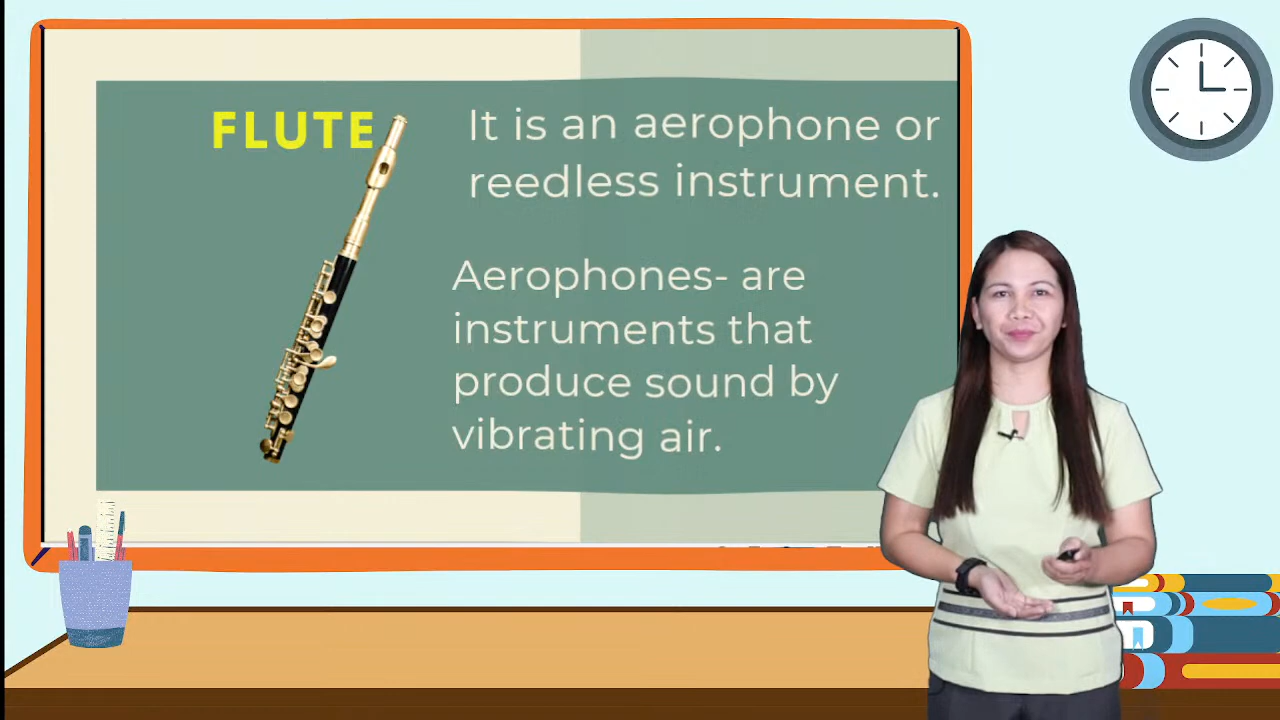 FLUTE
It is an aerophone or
reedless instrument.
Aerophones- are
instruments that
produce sound by
vibrating air.